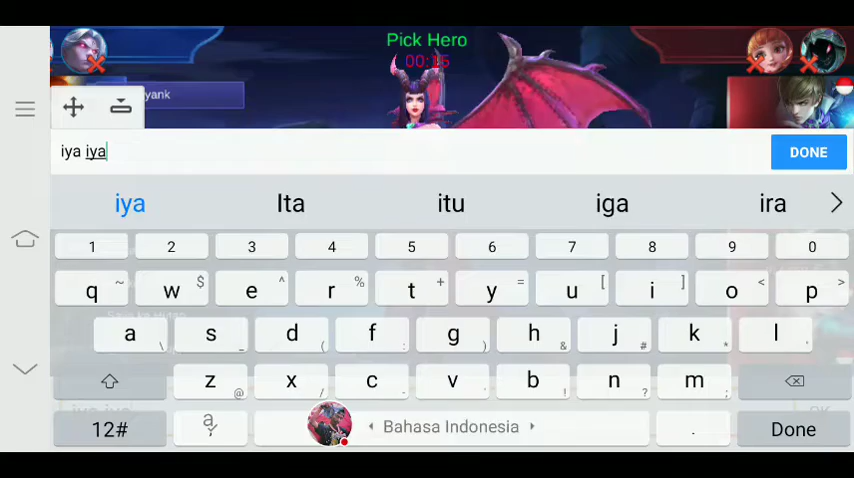 Pick Hero
00:15
yank
iya iya
DONE
iya Ita itu iga ira
1 2 3 4 5 6 7 8 9 0
q ~ w $ e ^ r % t + y = u [ i ] o < p >
a \ s _ d ( f : g ) h & j # k * l '
z @ x / c - v b ! n ? m ;
12# Bahasa Indonesia . Done